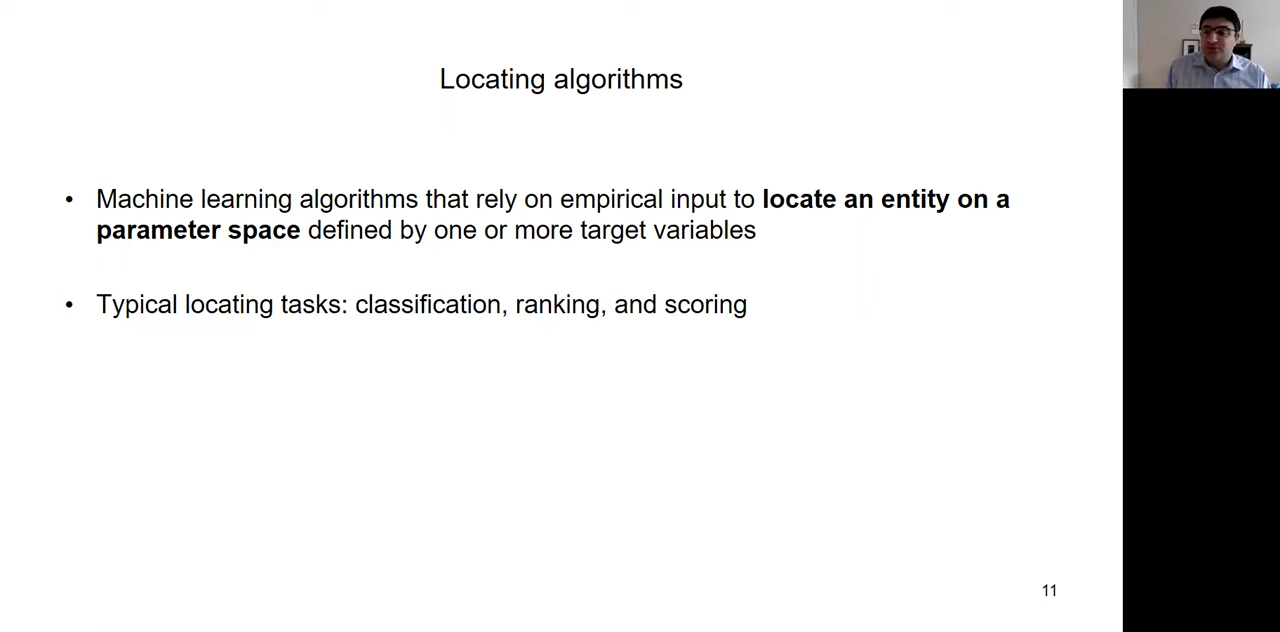 Locating algorithms
• Machine learning algorithms that rely on empirical input to locate an entity on a
parameter space defined by one or more target variables
• Typical locating tasks: classification, ranking, and scoring
11